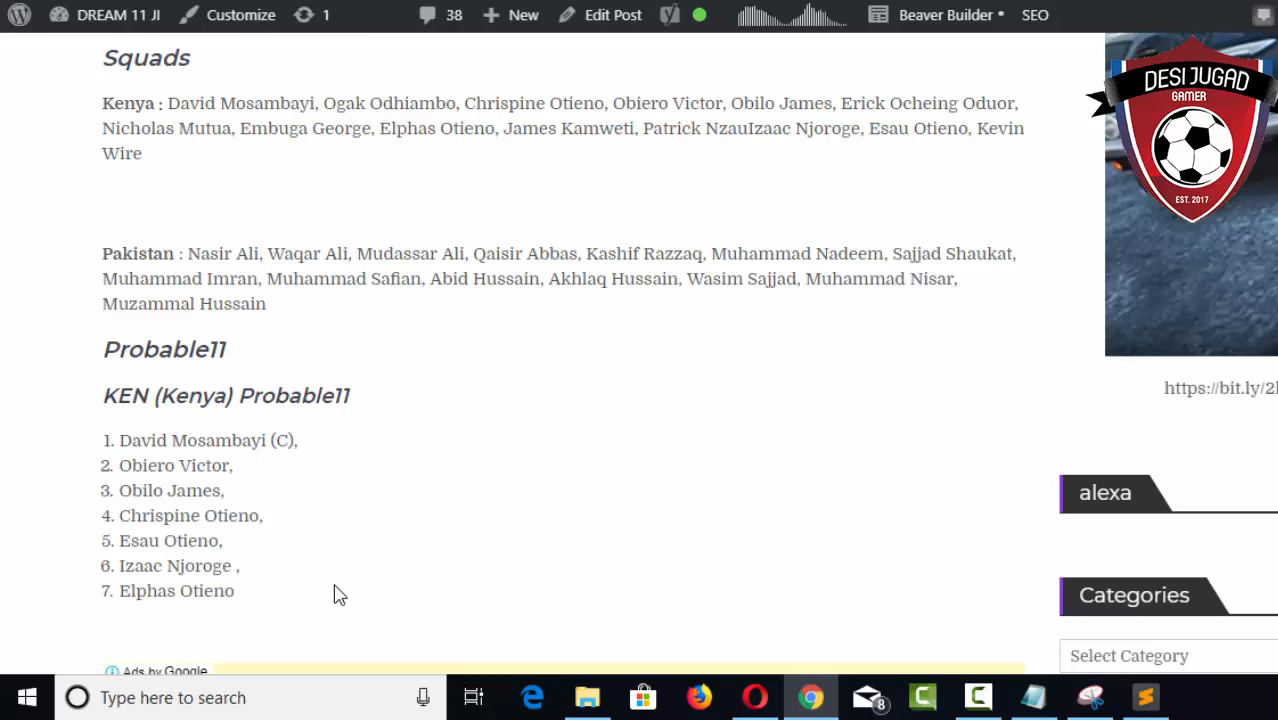 DREAM 11 JI Customize 1 38 New Edit Post Beaver Builder SEO
Squads
Kenya : David Mosambayi, Ogak Odhiambo, Chrispine Otieno, Obiero Victor, Obilo James, Erick Ocheing Oduor,
Nicholas Mutua, Embuga George, Elphas Otieno, James Kamweti, Patrick NzauIzaac Njoroge, Esau Otieno, Kevin
Wire
Pakistan : Nasir Ali, Waqar Ali, Mudassar Ali, Qaisir Abbas, Kashif Razzaq, Muhammad Nadeem, Sajjad Shaukat,
Muhammad Imran, Muhammad Safian, Abid Hussain, Akhlaq Hussain, Wasim Sajjad, Muhammad Nisar,
Muzammal Hussain
Probable11
KEN (Kenya) Probable11
1. David Mosambayi (C),
2. Obiero Victor,
3. Obilo James,
4. Chrispine Otieno,
5. Esau Otieno,
6. Izaac Njoroge ,
7. Elphas Otieno
Ads by Google
DESI JUGAD
GAMER
EST. 2017
https://bit.ly/2
alexa
Categories
Select Category
Type here to search
8